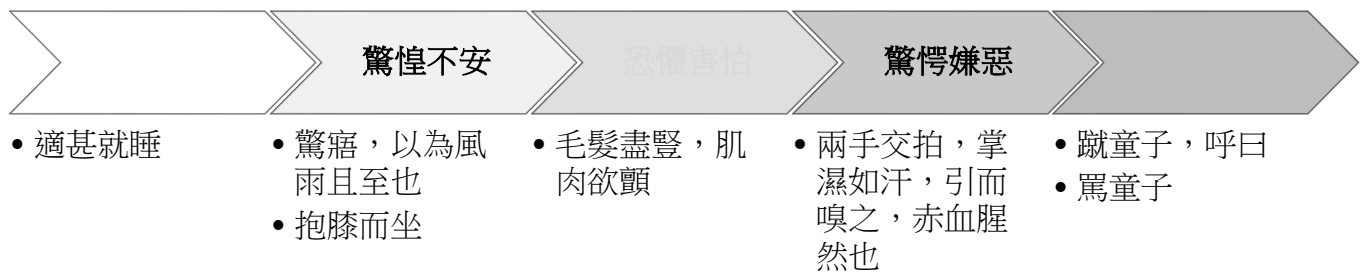 驚惶不安
恐懼害怕
驚愕嫌惡
• 適甚就睡
• 驚寤，以為風
雨且至也
• 抱膝而坐
• 毛髮盡豎，肌
肉欲顫
• 兩手交拍，掌
濕如汗，引而
嗅之，赤血腥
然也
• 蹴童子，呼曰
• 罵童子